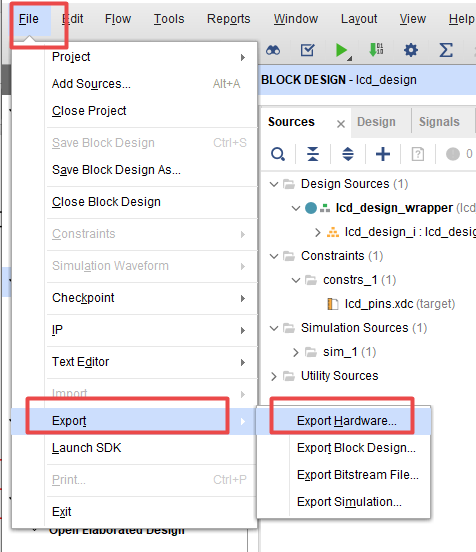 File Edit Flow Tools Reports Window Layout View Help
Project
Add Sources... Alt+A
Close Project
Save Block Design Ctrl+S
Save Block Design As...
Close Block Design
Constraints
Simulation Waveform
Checkpoint
IP
Text Editor
Import
Export
Launch SDK
Print... Ctrl+P
Exit
Open Elaborated Design
BLOCK DESIGN - lcd_design
Sources Design Signals
0
Design Sources (1)
lcd_design_wrapper (lcd
lcd_design_i : lcd_desig
Constraints (1)
constrs_1 (1)
lcd_pins.xdc (target)
Simulation Sources (1)
sim_1 (1)
Utility Sources
Export Hardware...
Export Block Design...
Export Bitstream File...
Export Simulation...